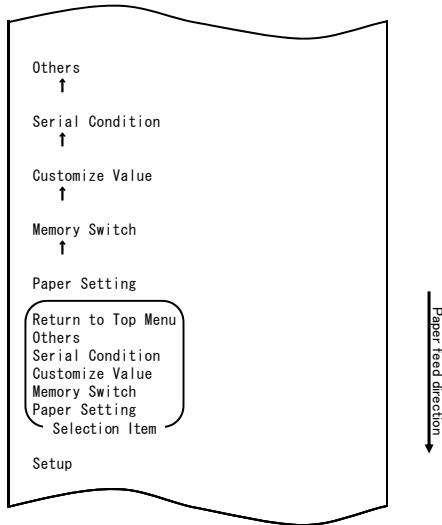 Others
↑
Serial Condition
↑
Customize Value
↑
Memory Switch
↑
Paper Setting
Return to Top Menu
Others
Serial Condition
Customize Value
Memory Switch
Paper Setting
Selection Item
Setup
Paper feed direction